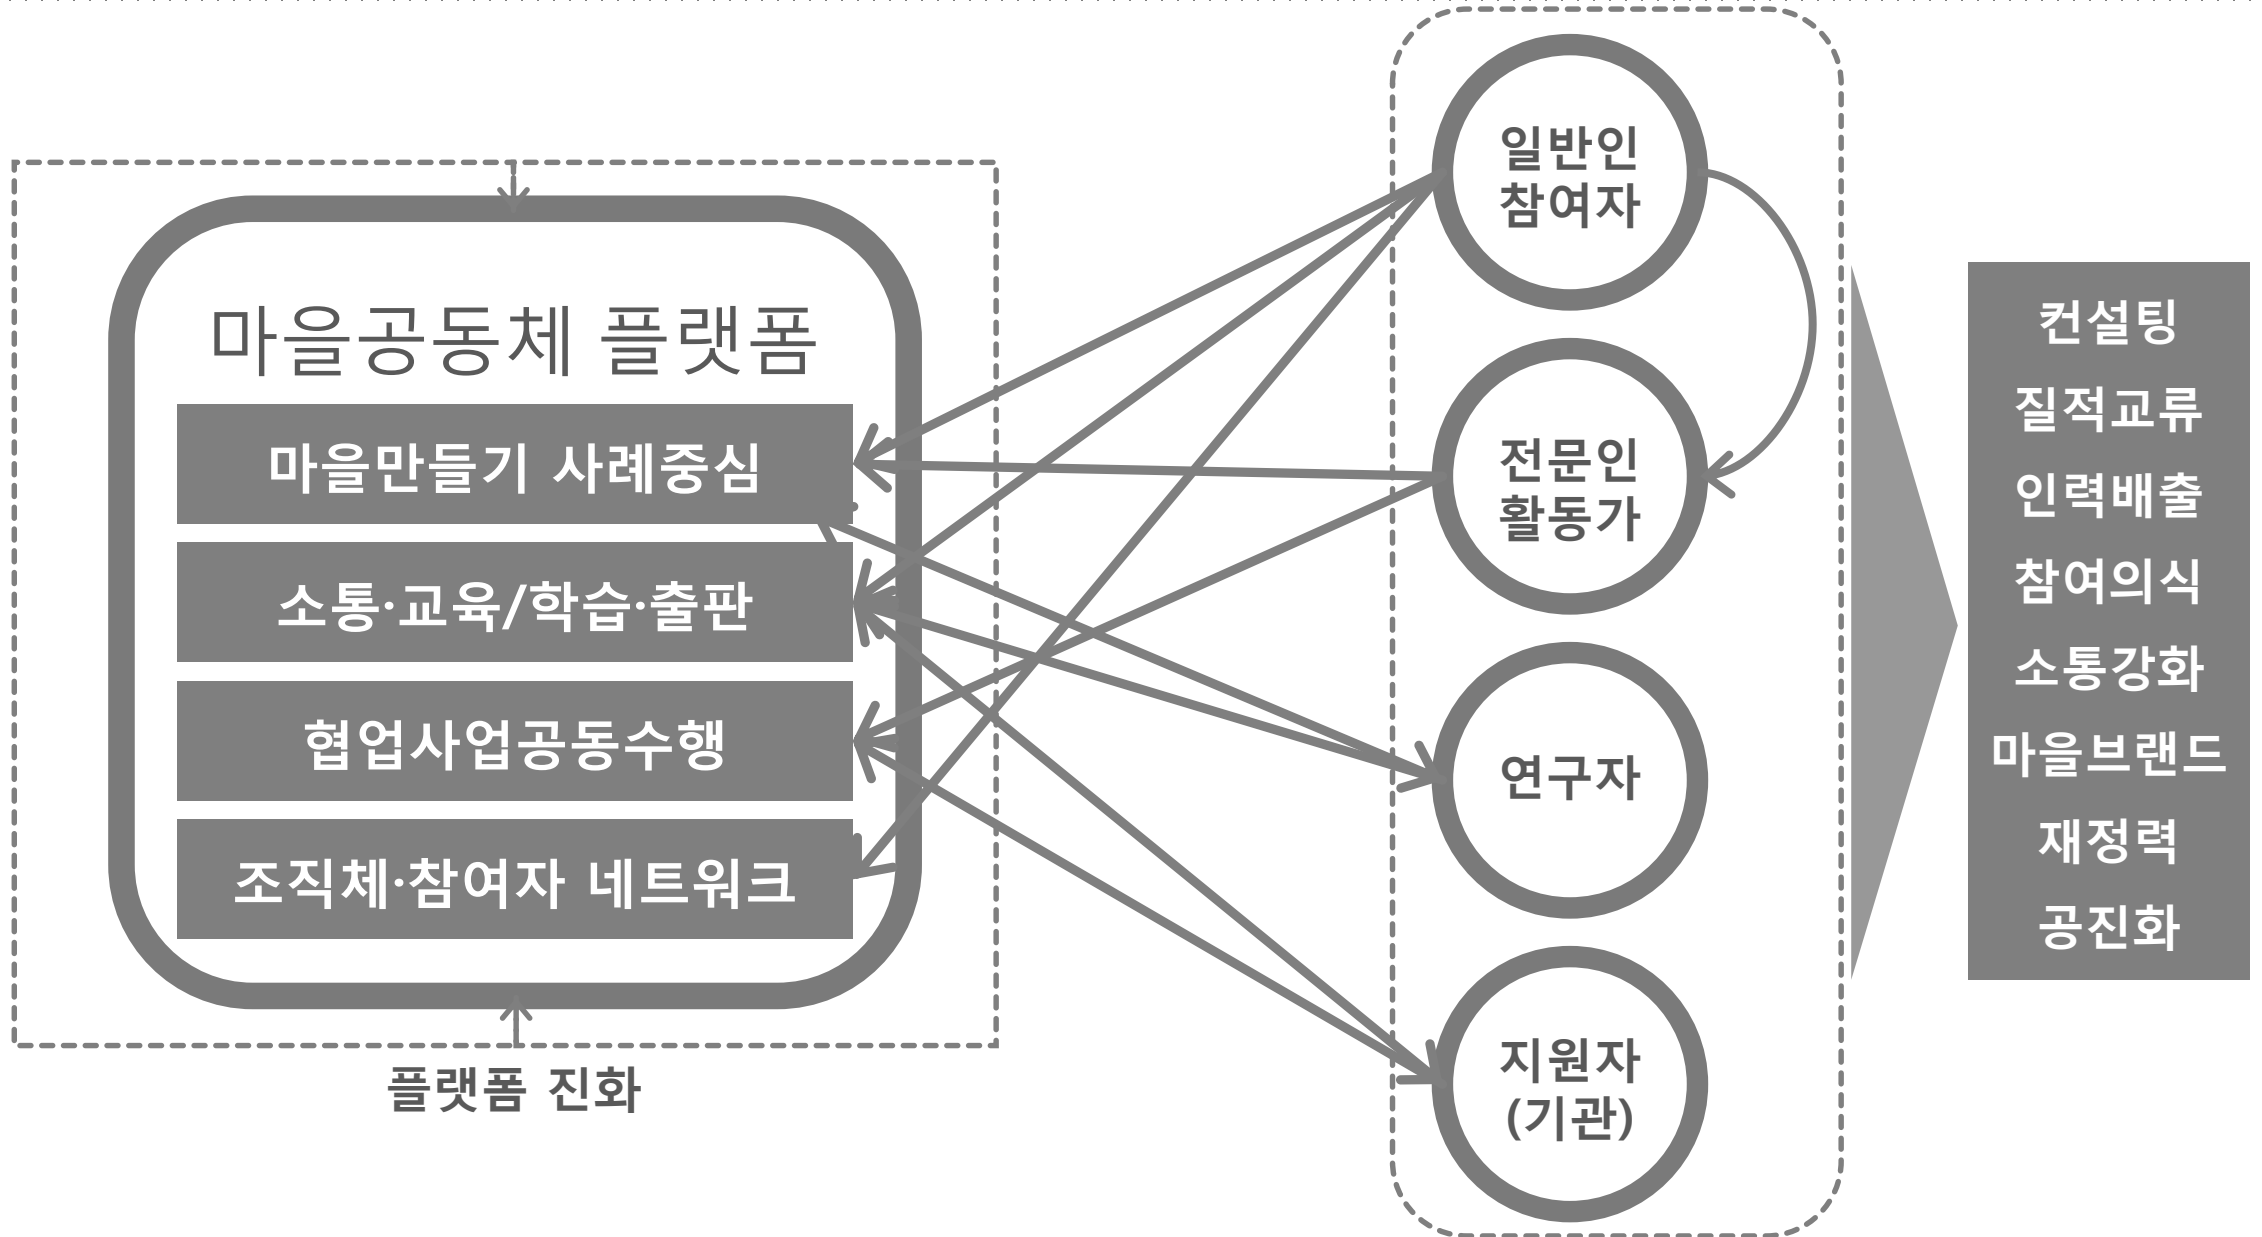 마을공동체 플랫폼
마을만들기 사례중심
소통·교육/학습·출판
협업사업공동수행
조직체·참여자 네트워크
플랫폼 진화
일반인
참여자
전문인
활동가
연구자
지원자
(기관)
컨설팅
질적교류
인력배출
참여의식
소통강화
마을브랜드
재정력
공진화